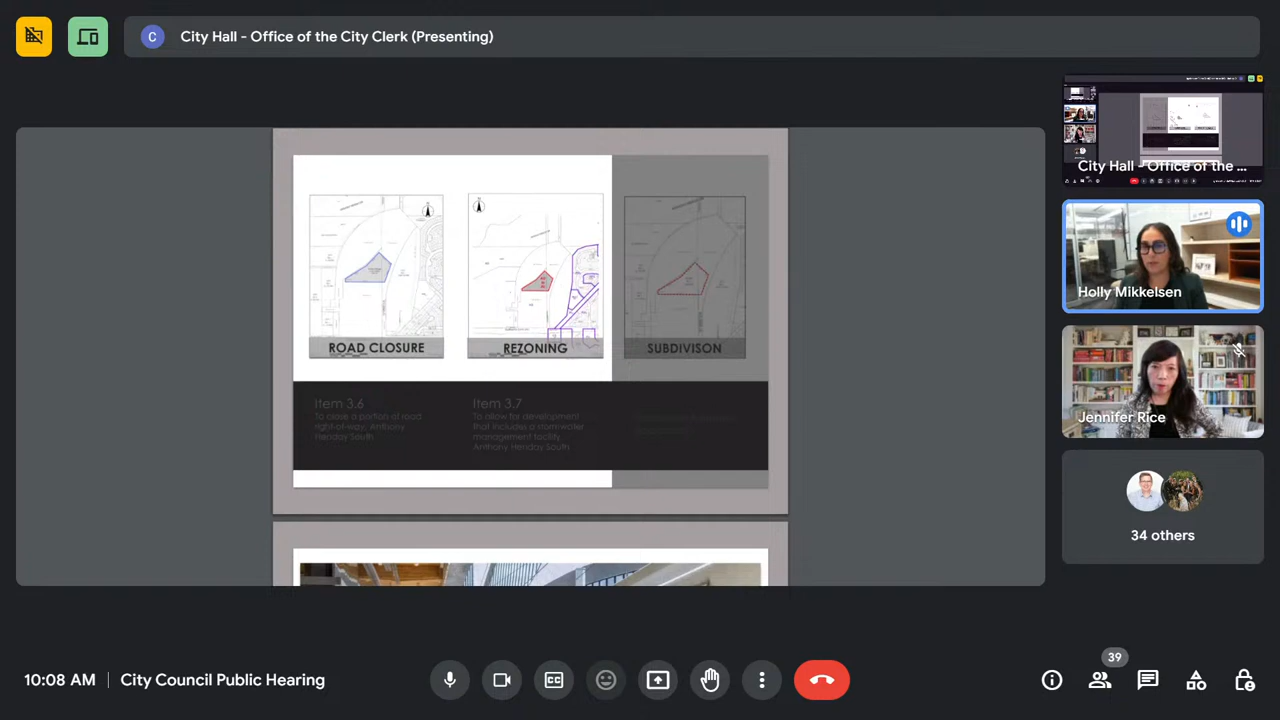 C City Hall - Office of the City Clerk (Presenting)
City Hall - Office of the ...
Holly Mikkelsen
Jennifer Rice
34 others
ROAD CLOSURE
REZONING
SUBDIVISON
Item 3.6
To close a portion of road
right-of-way, Anthony
Henday South
Item 3.7
To allow for development
that includes a stormwater
management facility,
Anthony Henday South
10:08 AM | City Council Public Hearing
CC
39